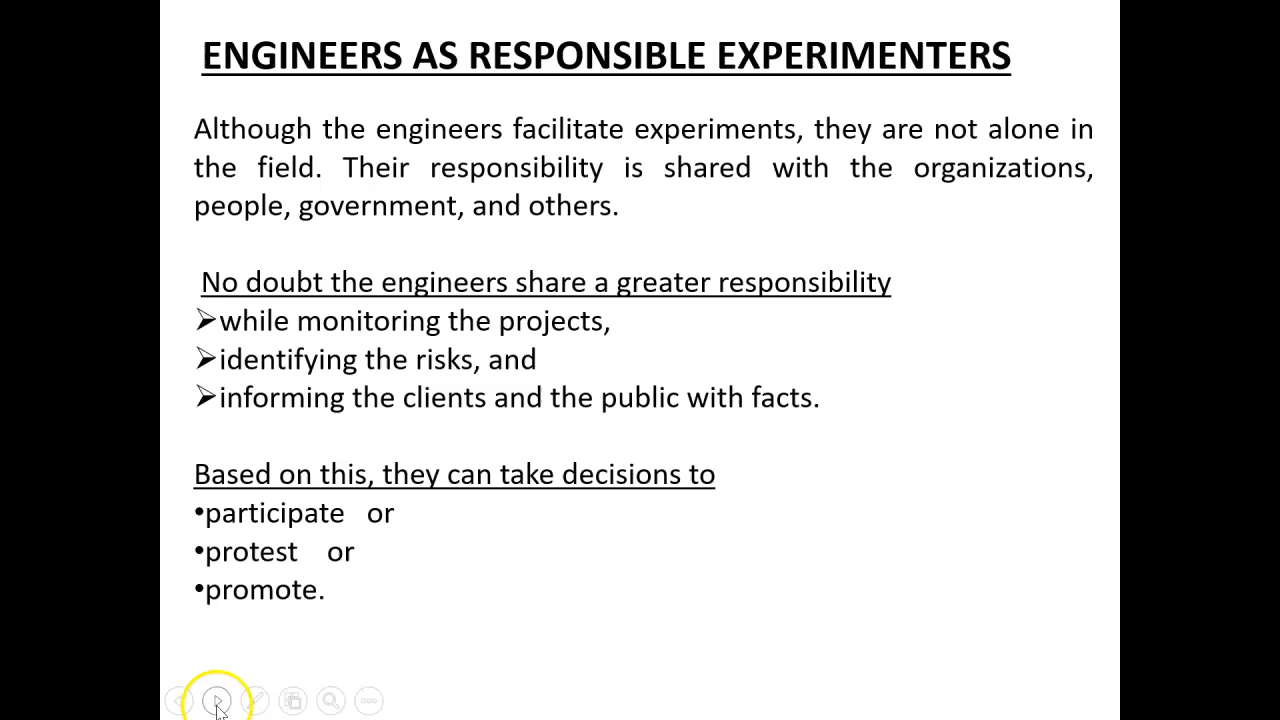 ENGINEERS AS RESPONSIBLE EXPERIMENTERS
Although the engineers facilitate experiments, they are not alone in
the field. Their responsibility is shared with the organizations,
people, government, and others.
No doubt the engineers share a greater responsibility
➢while monitoring the projects,
➢identifying the risks, and
➢informing the clients and the public with facts.
Based on this, they can take decisions to
•participate or
•protest or
•promote.